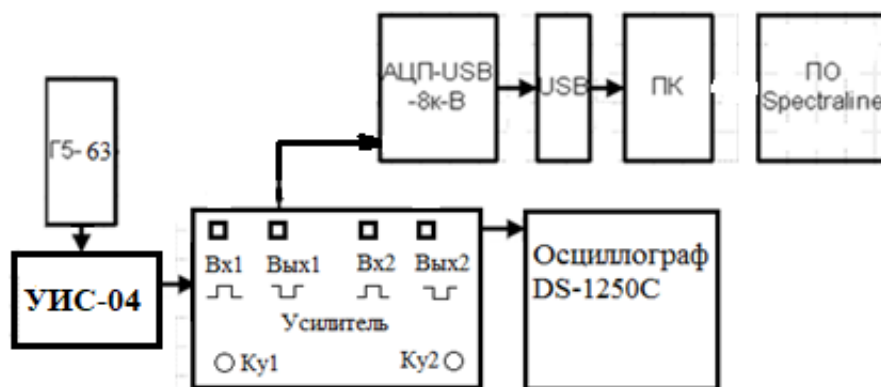 АЦП-USB
-8к-В
USB
ПК
ПО
Spectraline
Г5-63
УИС-04
Вх1 Вых1 Вх2 Вых2
Усилитель
Ку1 Ку2
Осциллограф
DS-1250C